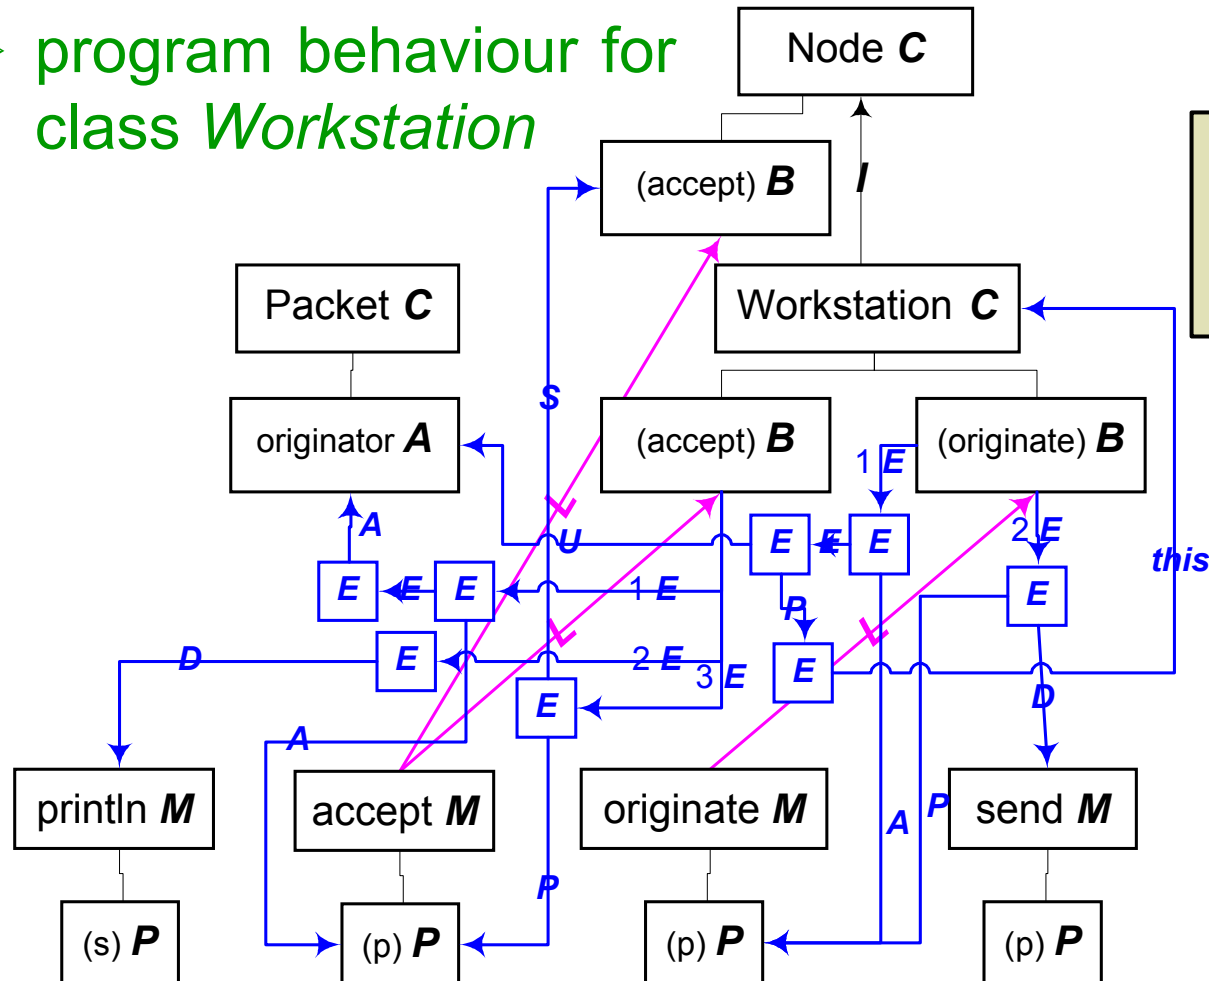 program behaviour for
class Workstation
Node C
(accept) B
I
Packet C
Workstation C
S
originator A
(accept) B
(originate) B
1 E
A
U
E
E
E
2 E
this
E
E
E
1 E
P
E
L
L
L
D
E
2 E
3 E
E
E
D
A
println M
accept M
originate M
A
P
send M
P
(s) P
(p) P
(p) P
(p) P